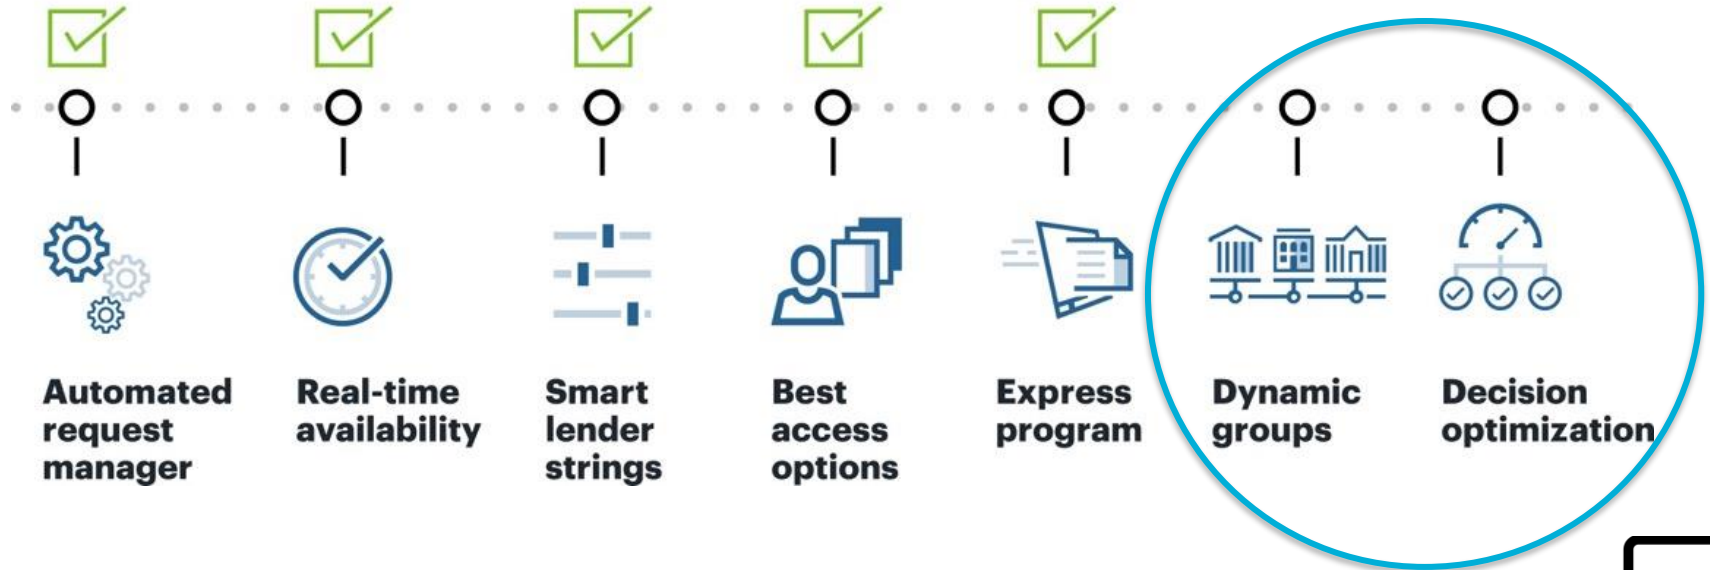 Automated
request
manager
Real-time
availability
Smart
lender
strings
Best
access
options
Express
program
Dynamic
groups
Decision
optimization